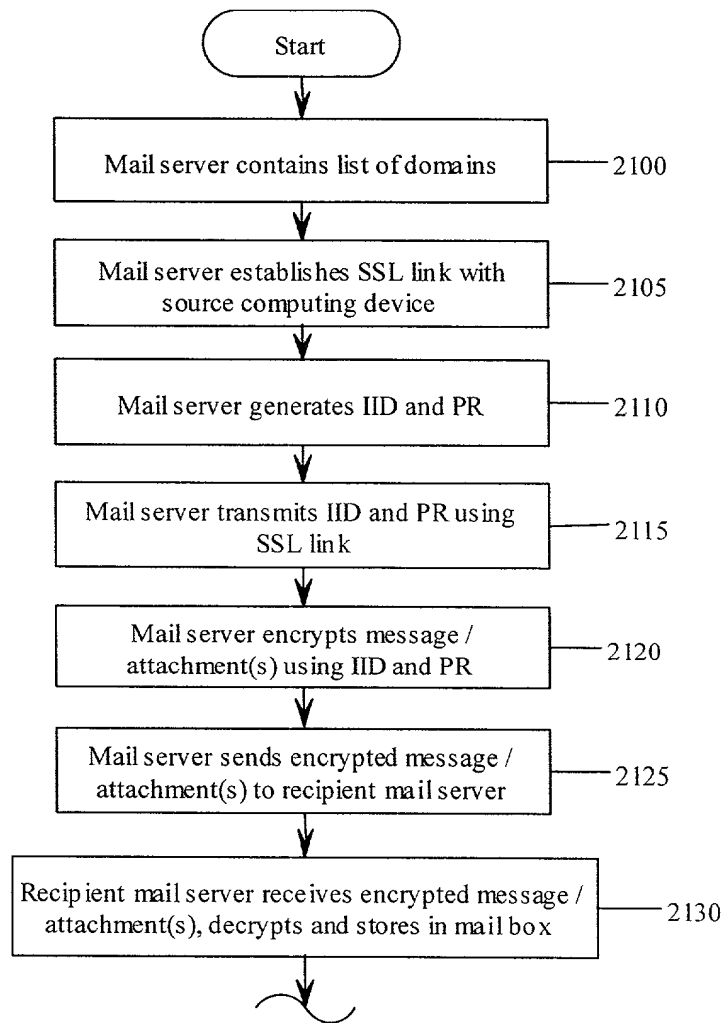 Start
Mail server contains list of domains
2100
Mail server establishes SSL link with
source computing device
2105
Mail server generates IID and PR
2110
Mail server transmits IID and PR using
SSL link
2115
Mail server encrypts message /
attachment(s) using IID and PR
2120
Mail server sends encrypted message /
attachment(s) to recipient mail server
2125
Recipient mail server receives encrypted message /
attachment(s), decrypts and stores in mail box
2130